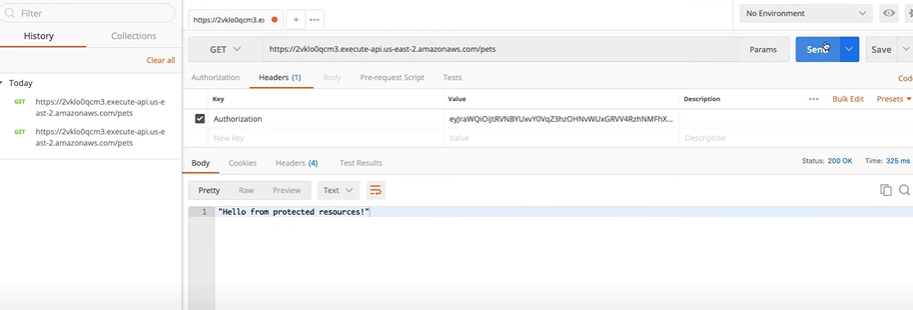 Filter
History Collections
Clear all
Today
GET https://2vklo0qcm3.execute-api.us-e
ast-2.amazonaws.com/pets
GET https://2vklo0qcm3.execute-api.us-e
ast-2.amazonaws.com/pets
https://2vklo0qcm3.ex
+ •••
No Environment
GET https://2vklo0qcm3.execute-api.us-east-2.amazonaws.com/pets Params Send Save
Authorization Headers (1) Body Pre-request Script Tests Cod
Key Value Description ••• Bulk Edit Presets
Authorization
New key Value Description
Body Cookies Headers (4) Test Results Status: 200 OK Time: 325 ms
Pretty Raw Preview Text
1 "Hello from protected resources!"